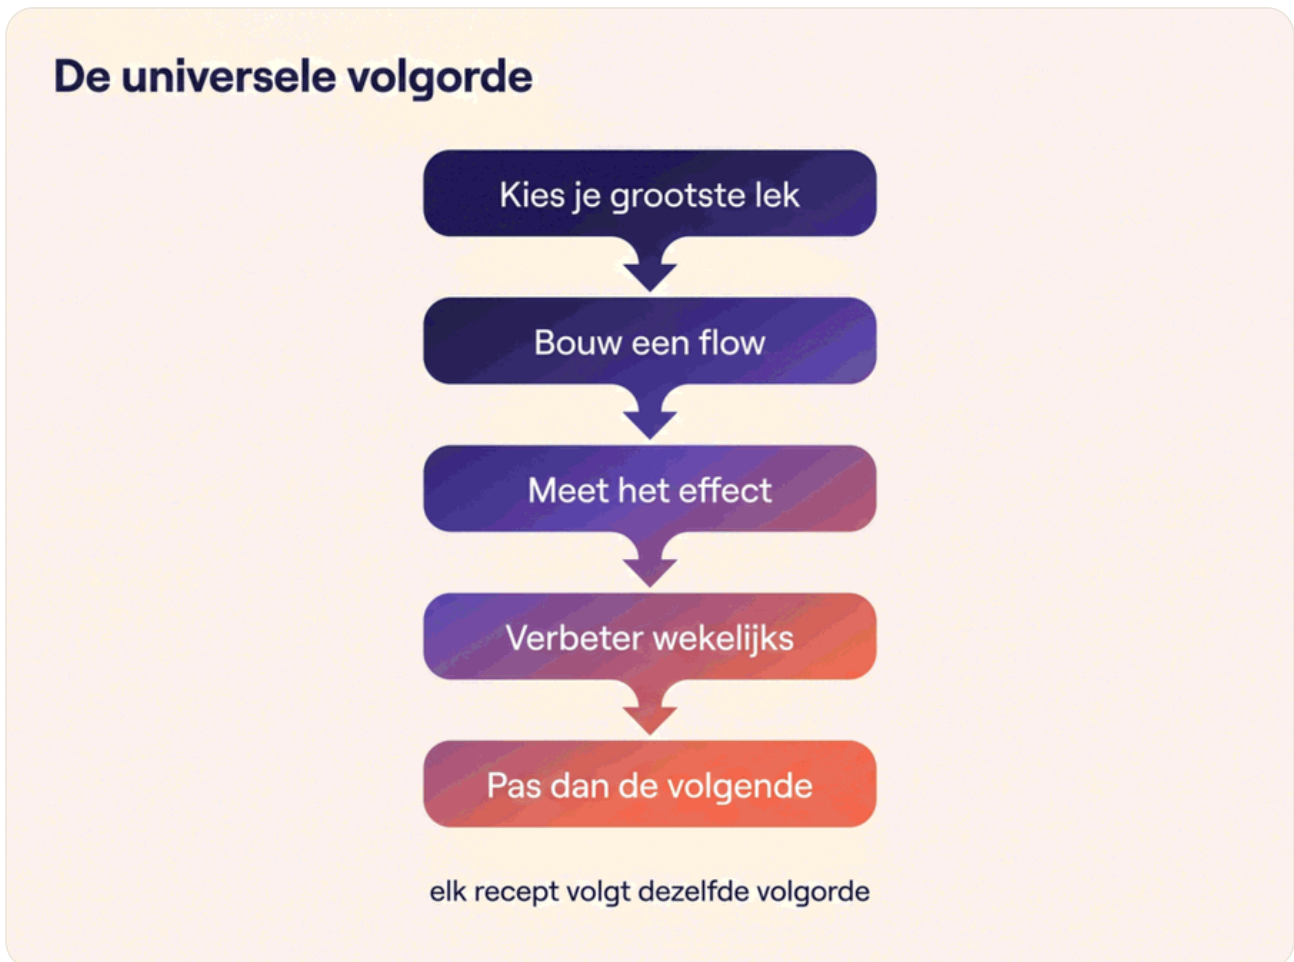 De universele volgorde
Kies je grootste lek
Bouw een flow
Meet het effect
Verbeter wekelijks
Pas dan de volgende
elk recept volgt dezelfde volgorde